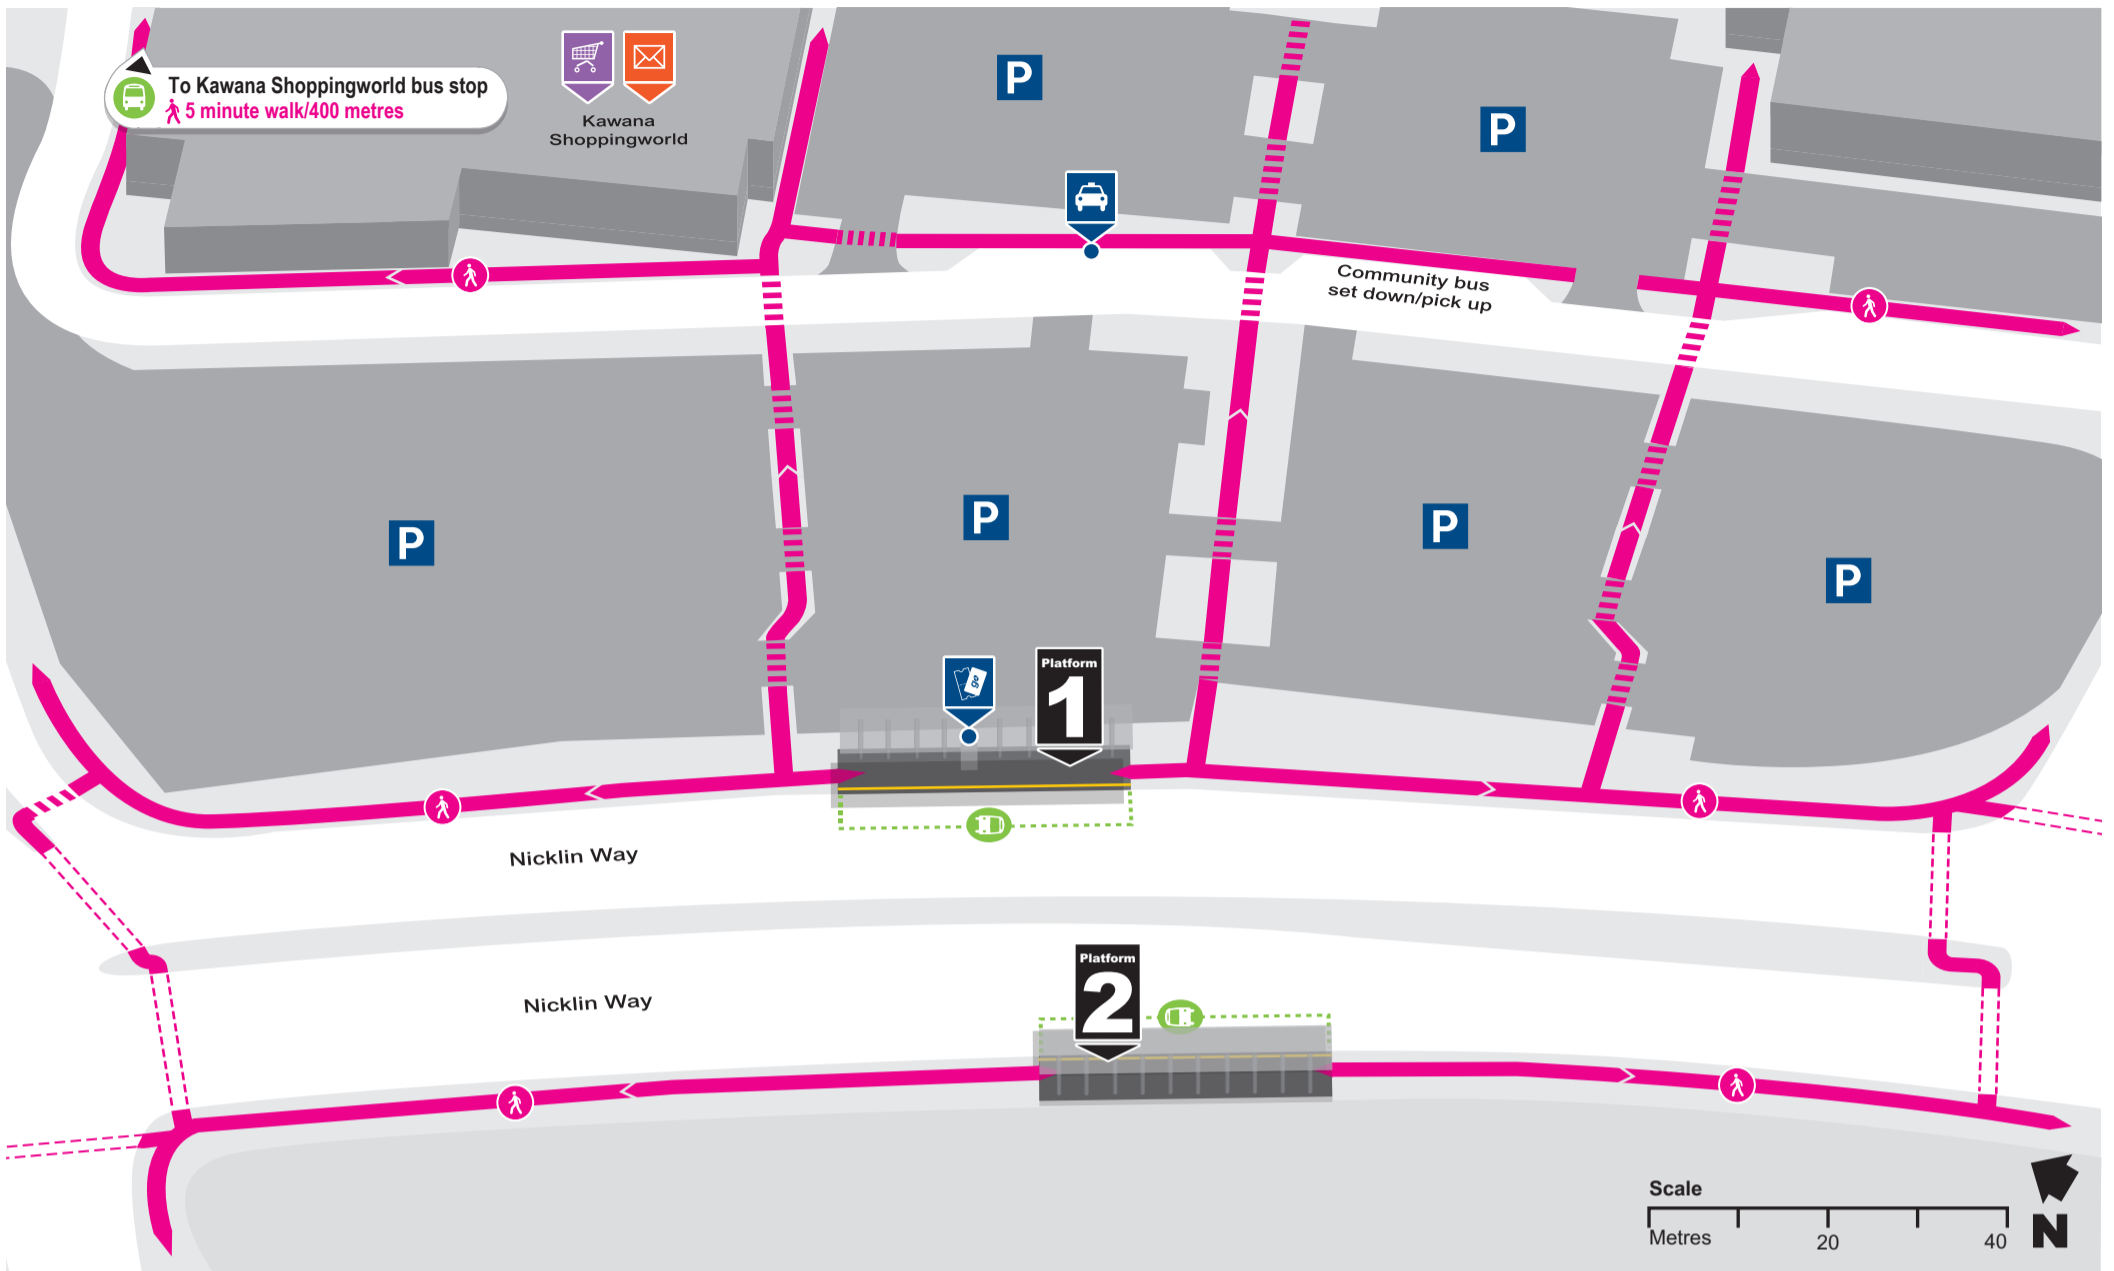 To Kawana Shoppingworld bus stop
5 minute walk/400 metres
Kawana
Shoppingworld
P
P
Community bus
set down/pick up
P
P
P
P
go
Platform
1
Nicklin Way
Platform
2
Nicklin Way
Scale
Metres
20
40
N